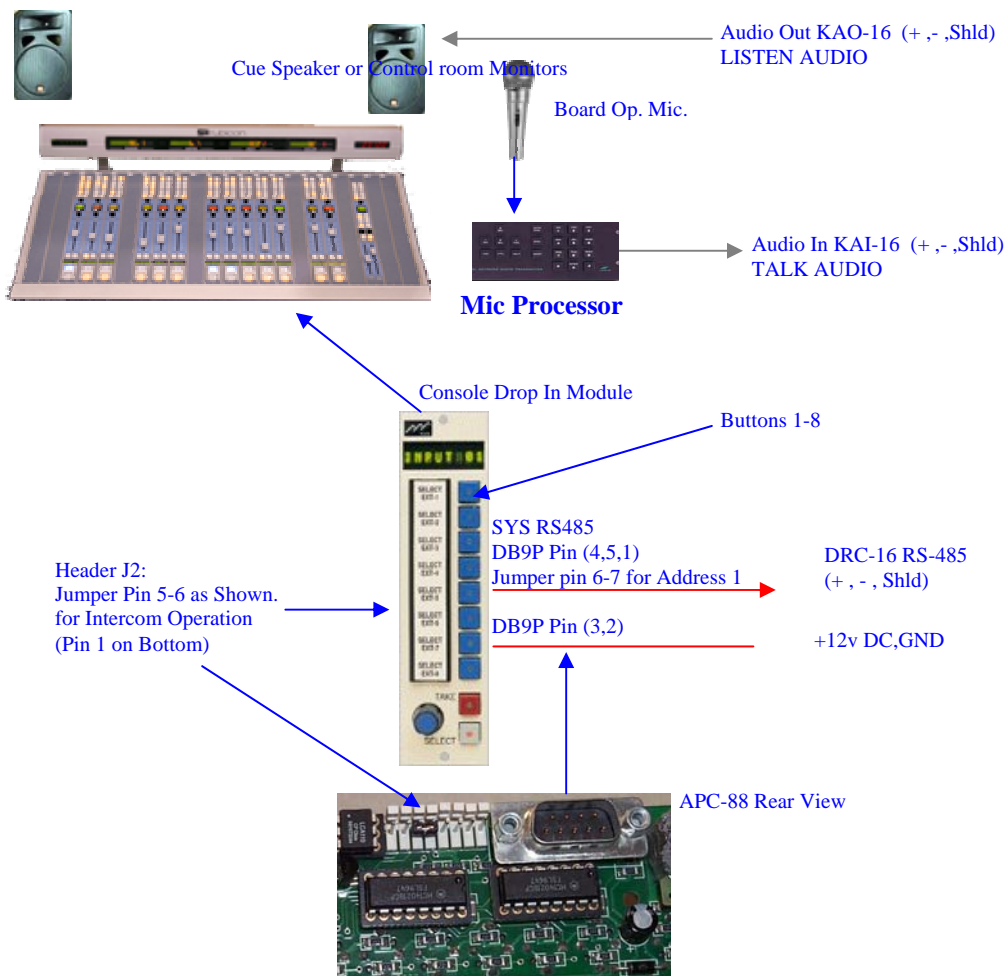 Audio Out KAO-16 (+ ,- ,Shld)
LISTEN AUDIO
Cue Speaker or Control room Monitors
Board Op. Mic.
Audio In KAI-16 (+ ,- ,Shld)
TALK AUDIO
Mic Processor
Console Drop In Module
Buttons 1-8
INPUT 01
SELECT
EXT-1
SELECT
EXT-2
SELECT
EXT-3
SELECT
EXT-4
SELECT
EXT-5
SELECT
EXT-6
SELECT
EXT-7
SELECT
EXT-8
TAKE
SELECT
SYS RS485
DB9P Pin (4,5,1)
Jumper pin 6-7 for Address 1
DRC-16 RS-485
(+ , - , Shld)
Header J2:
Jumper Pin 5-6 as Shown.
for Intercom Operation
(Pin 1 on Bottom)
DB9P Pin (3,2)
+12v DC,GND
APC-88 Rear View